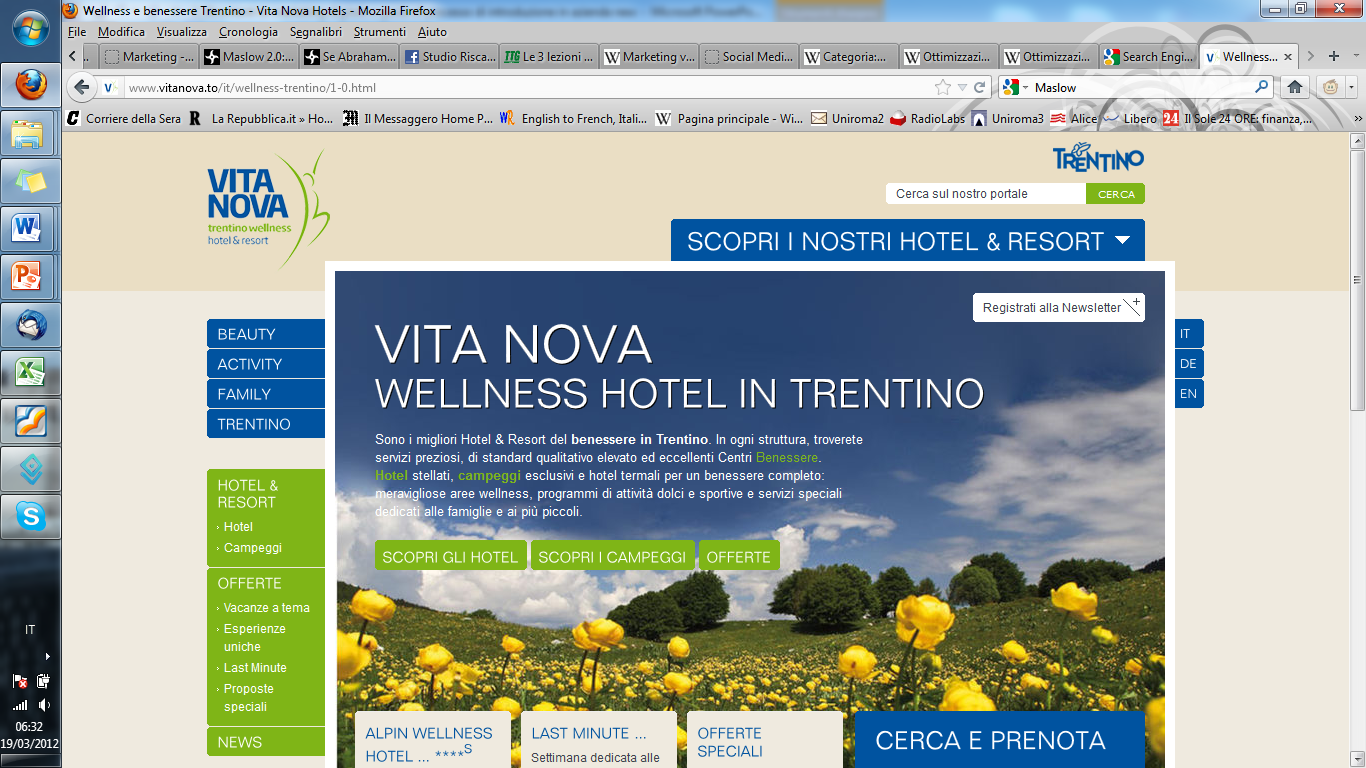 Wellness e benessere Trentino - Vita Nova Hotels - Mozilla Firefox
File Modifica Visualizza Cronologia Segnalibri Strumenti Aiuto
Marketing -... Maslow 2.0:... Se Abraham... Studio Risca... Le 3 lezioni ... Marketing v... Social Medi... Categoria:... Ottimizzazi... Ottimizzazi... Search Engi... Wellness...
www.vitanova.to/it/wellness-trentino/1-0.html
Maslow
Corriere della Sera La Repubblica.it » Ho... Il Messaggero Home P... English to French, Itali... Pagina principale - Wi... Uniroma2 RadioLabs Uniroma3 Alice Libero Il Sole 24 ORE: finanza,...
VITA
NOVA
trentino wellness
hotel & resort
TRENTINO
Cerca sul nostro portale
CERCA
SCOPRI I NOSTRI HOTEL & RESORT
Registrati alla Newsletter
BEAUTY
ACTIVITY
FAMILY
TRENTINO
IT
DE
EN
VITA NOVA
WELLNESS HOTEL IN TRENTINO
Sono i migliori Hotel & Resort del benessere in Trentino. In ogni struttura, troverete
servizi preziosi, di standard qualitativo elevato ed eccellenti Centri Benessere.
Hotel stellati, campeggi esclusivi e hotel termali per un benessere completo:
meravigliose aree wellness, programmi di attività dolci e sportive e servizi speciali
dedicati alle famiglie e ai più piccoli.
SCOPRI GLI HOTEL SCOPRI I CAMPEGGI OFFERTE
HOTEL &
RESORT
Hotel
Campeggi
OFFERTE
Vacanze a tema
Esperienze
uniche
Last Minute
Proposte
speciali
NEWS
ALPIN WELLNESS
HOTEL ... ****S
LAST MINUTE ...
Settimana dedicata alle
OFFERTE
SPECIALI
CERCA E PRENOTA
IT
06:32
19/03/2012